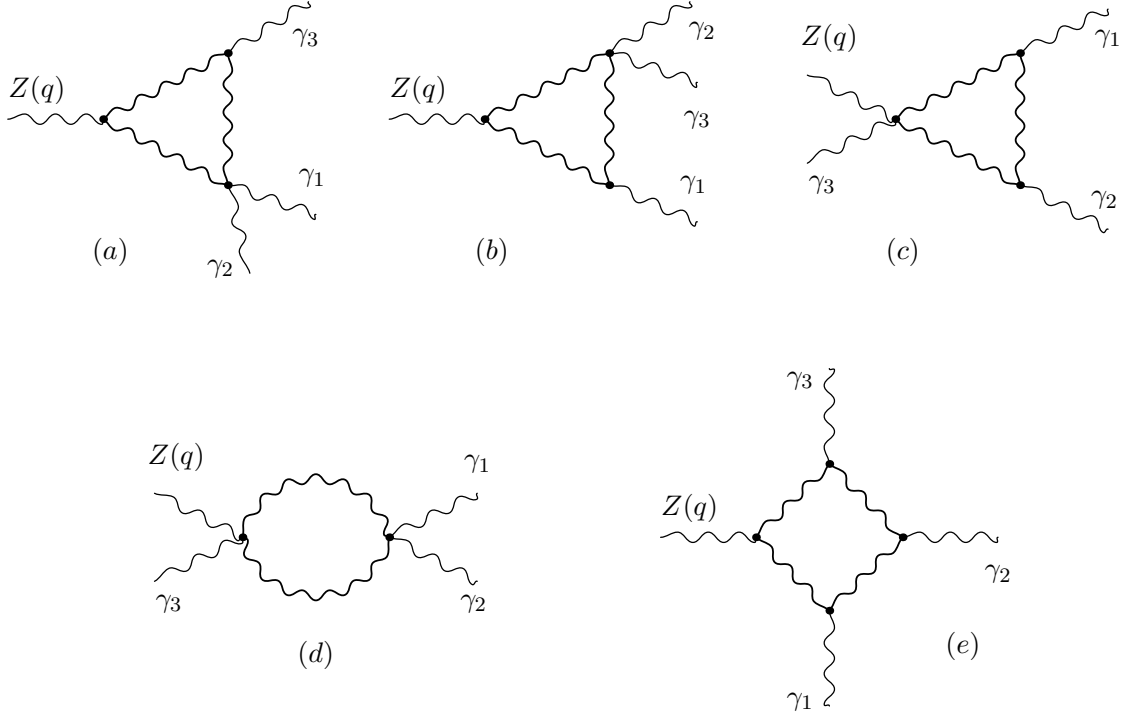 Z(q) γ₃ γ₁ γ₂
(a)
Z(q) γ₂ γ₃ γ₁
(b)
Z(q) γ₃ γ₁ γ₂
(c)
Z(q) γ₃ γ₁ γ₂
(d)
Z(q) γ₃ γ₂ γ₁
(e)